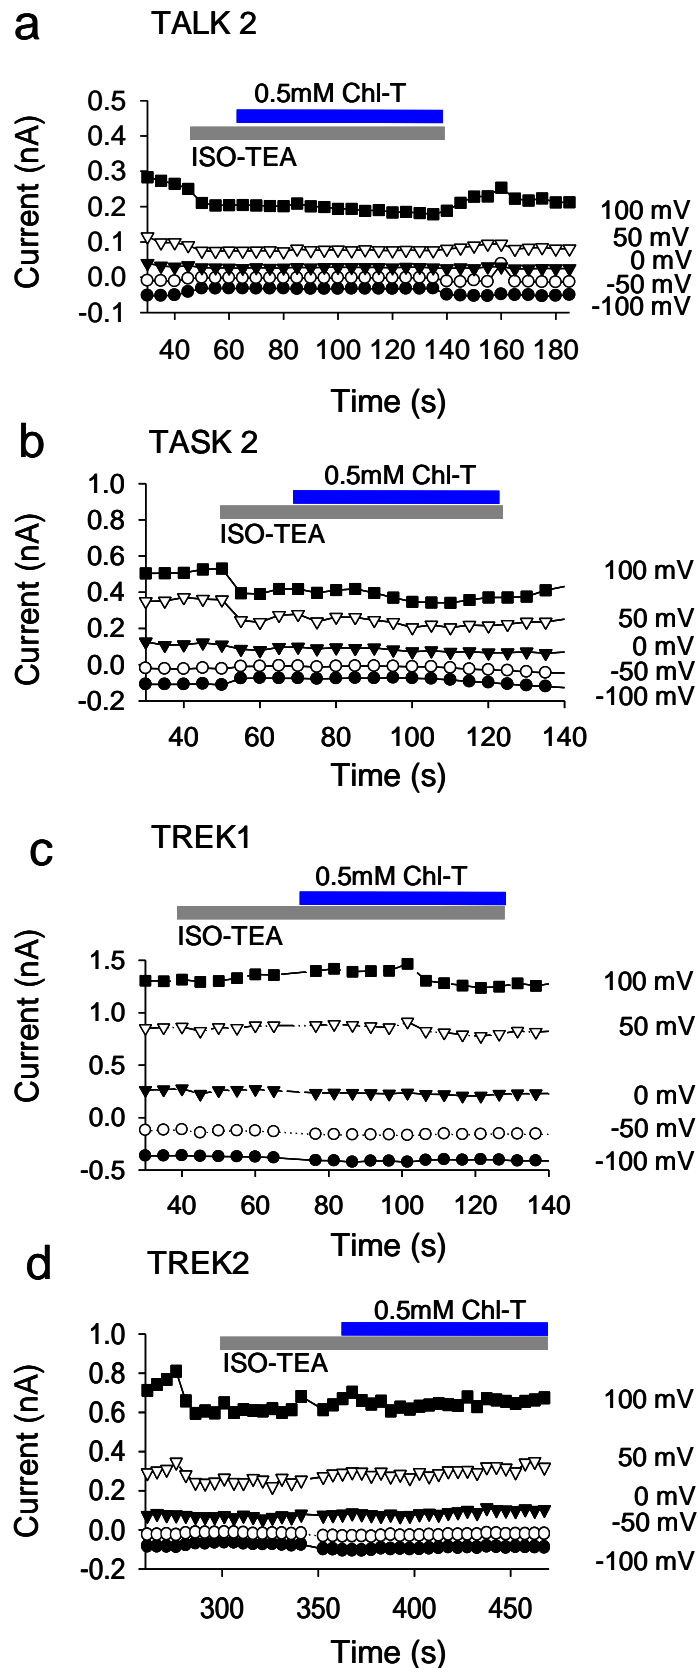 a TALK 2
0.5mM Chl-T
ISO-TEA
Current (nA)
0.5
0.4
0.3
0.2
0.1
0.0
-0.1
100 mV
50 mV
0 mV
-50 mV
-100 mV
40 60 80 100 120 140 160 180
Time (s)
b TASK 2
0.5mM Chl-T
ISO-TEA
Current (nA)
1.0
0.8
0.6
0.4
0.2
0.0
-0.2
100 mV
50 mV
0 mV
-50 mV
-100 mV
40 60 80 100 120 140
Time (s)
c TREK1
0.5mM Chl-T
ISO-TEA
Current (nA)
1.5
1.0
0.5
0.0
-0.5
100 mV
50 mV
0 mV
-50 mV
-100 mV
40 60 80 100 120 140
Time (s)
d TREK2
0.5mM Chl-T
ISO-TEA
Current (nA)
1.0
0.8
0.6
0.4
0.2
0.0
-0.2
100 mV
50 mV
0 mV
-50 mV
-100 mV
300 350 400 450
Time (s)